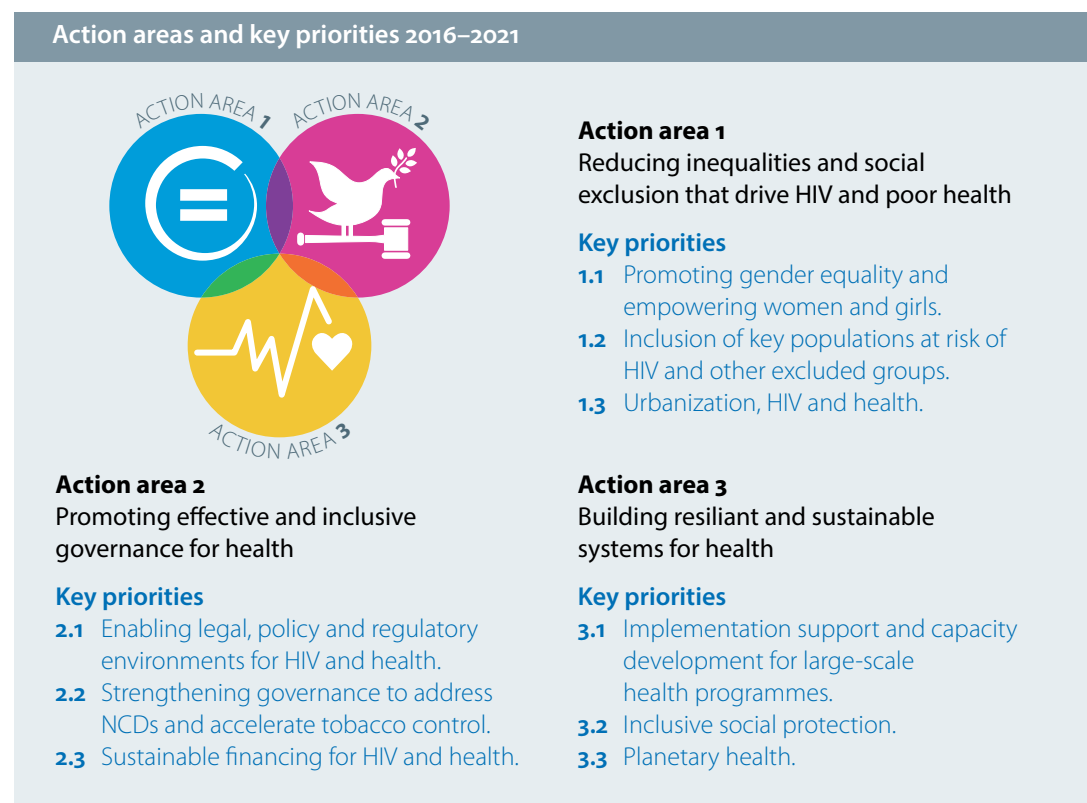 Action areas and key priorities 2016–2021
ACTION AREA 1
ACTION AREA 2
ACTION AREA 3
Action area 1
Reducing inequalities and social
exclusion that drive HIV and poor health
Key priorities
1.1 Promoting gender equality and
empowering women and girls.
1.2 Inclusion of key populations at risk of
HIV and other excluded groups.
1.3 Urbanization, HIV and health.
Action area 2
Promoting effective and inclusive
governance for health
Key priorities
2.1 Enabling legal, policy and regulatory
environments for HIV and health.
2.2 Strengthening governance to address
NCDs and accelerate tobacco control.
2.3 Sustainable financing for HIV and health.
Action area 3
Building resiliant and sustainable
systems for health
Key priorities
3.1 Implementation support and capacity
development for large-scale
health programmes.
3.2 Inclusive social protection.
3.3 Planetary health.